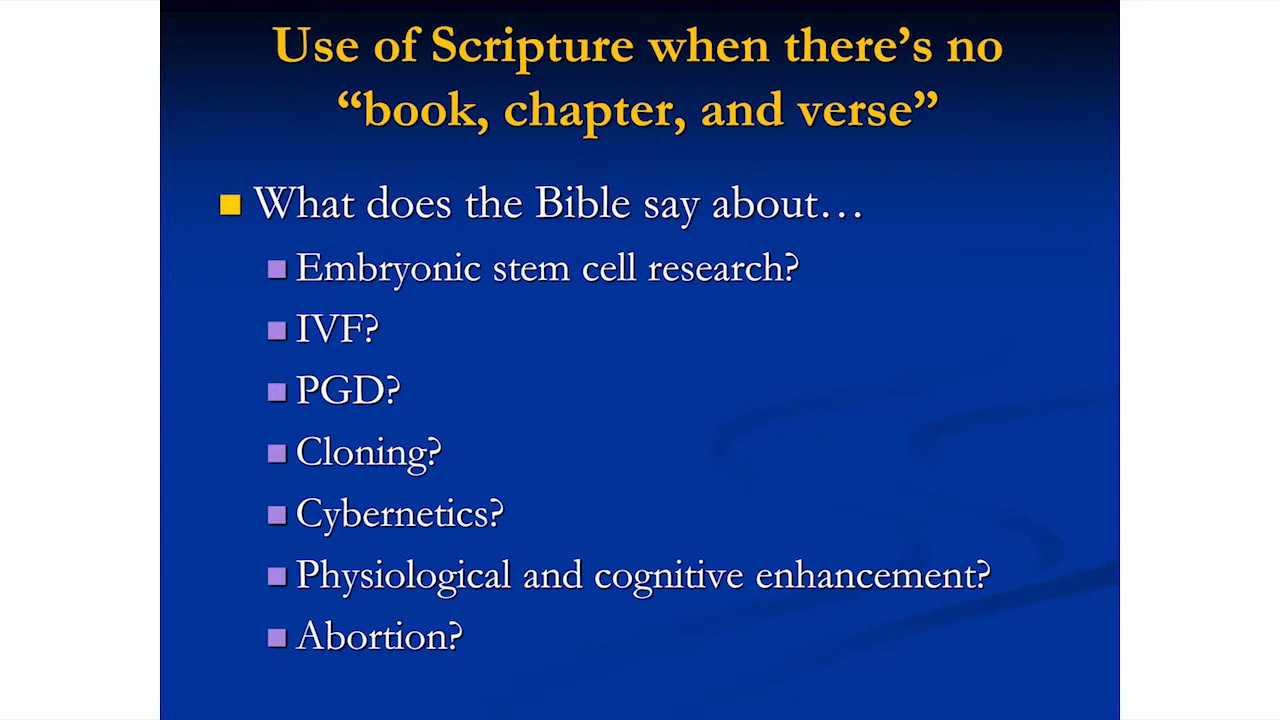 Use of Scripture when there’s no
“book, chapter, and verse”
What does the Bible say about…
Embryonic stem cell research?
IVF?
PGD?
Cloning?
Cybernetics?
Physiological and cognitive enhancement?
Abortion?